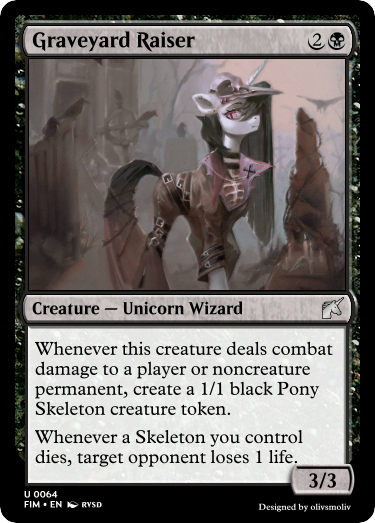 Graveyard Raiser 2
Creature — Unicorn Wizard
Whenever this creature deals combat
damage to a player or noncreature
permanent, create a 1/1 black Pony
Skeleton creature token.
Whenever a Skeleton you control
dies, target opponent loses 1 life.
3/3
U 0064
FIM • EN RVSD
Designed by olivsmoliv